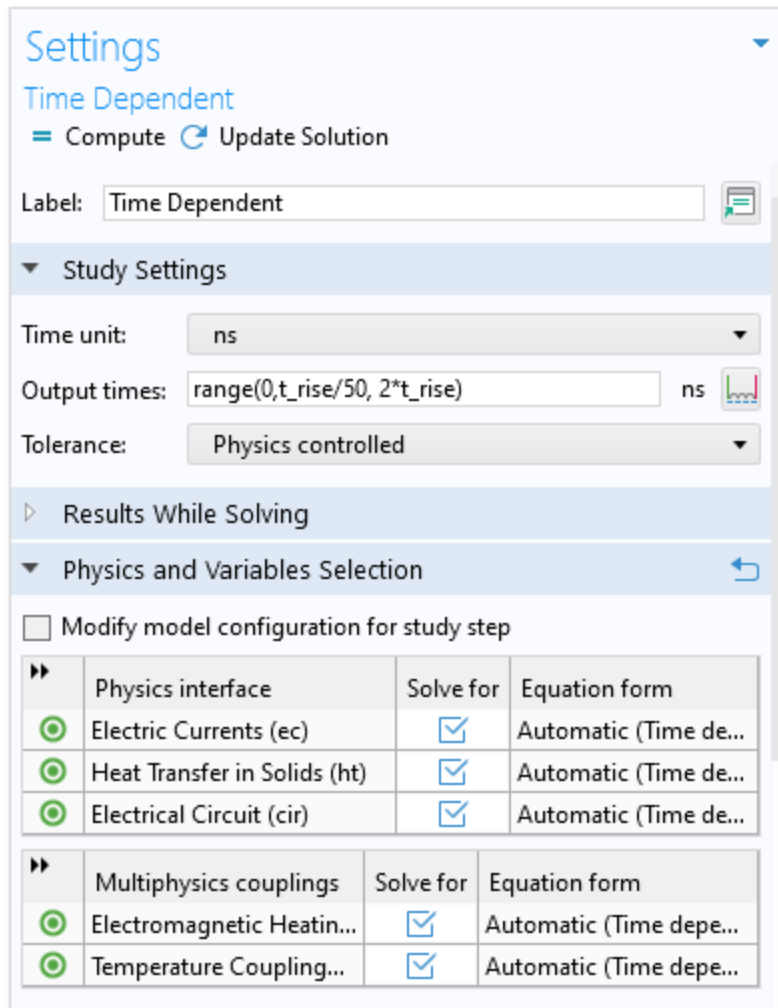 Settings
Time Dependent
= Compute Update Solution
Label: Time Dependent
Study Settings
Time unit: ns
Output times: range(0,t_rise/50, 2*t_rise) ns
Tolerance: Physics controlled
Results While Solving
Physics and Variables Selection
Modify model configuration for study step
Physics interface Solve for Equation form
Electric Currents (ec) Automatic (Time de...
Heat Transfer in Solids (ht) Automatic (Time de...
Electrical Circuit (cir) Automatic (Time de...
Multiphysics couplings Solve for Equation form
Electromagnetic Heatin... Automatic (Time depe...
Temperature Coupling... Automatic (Time depe...